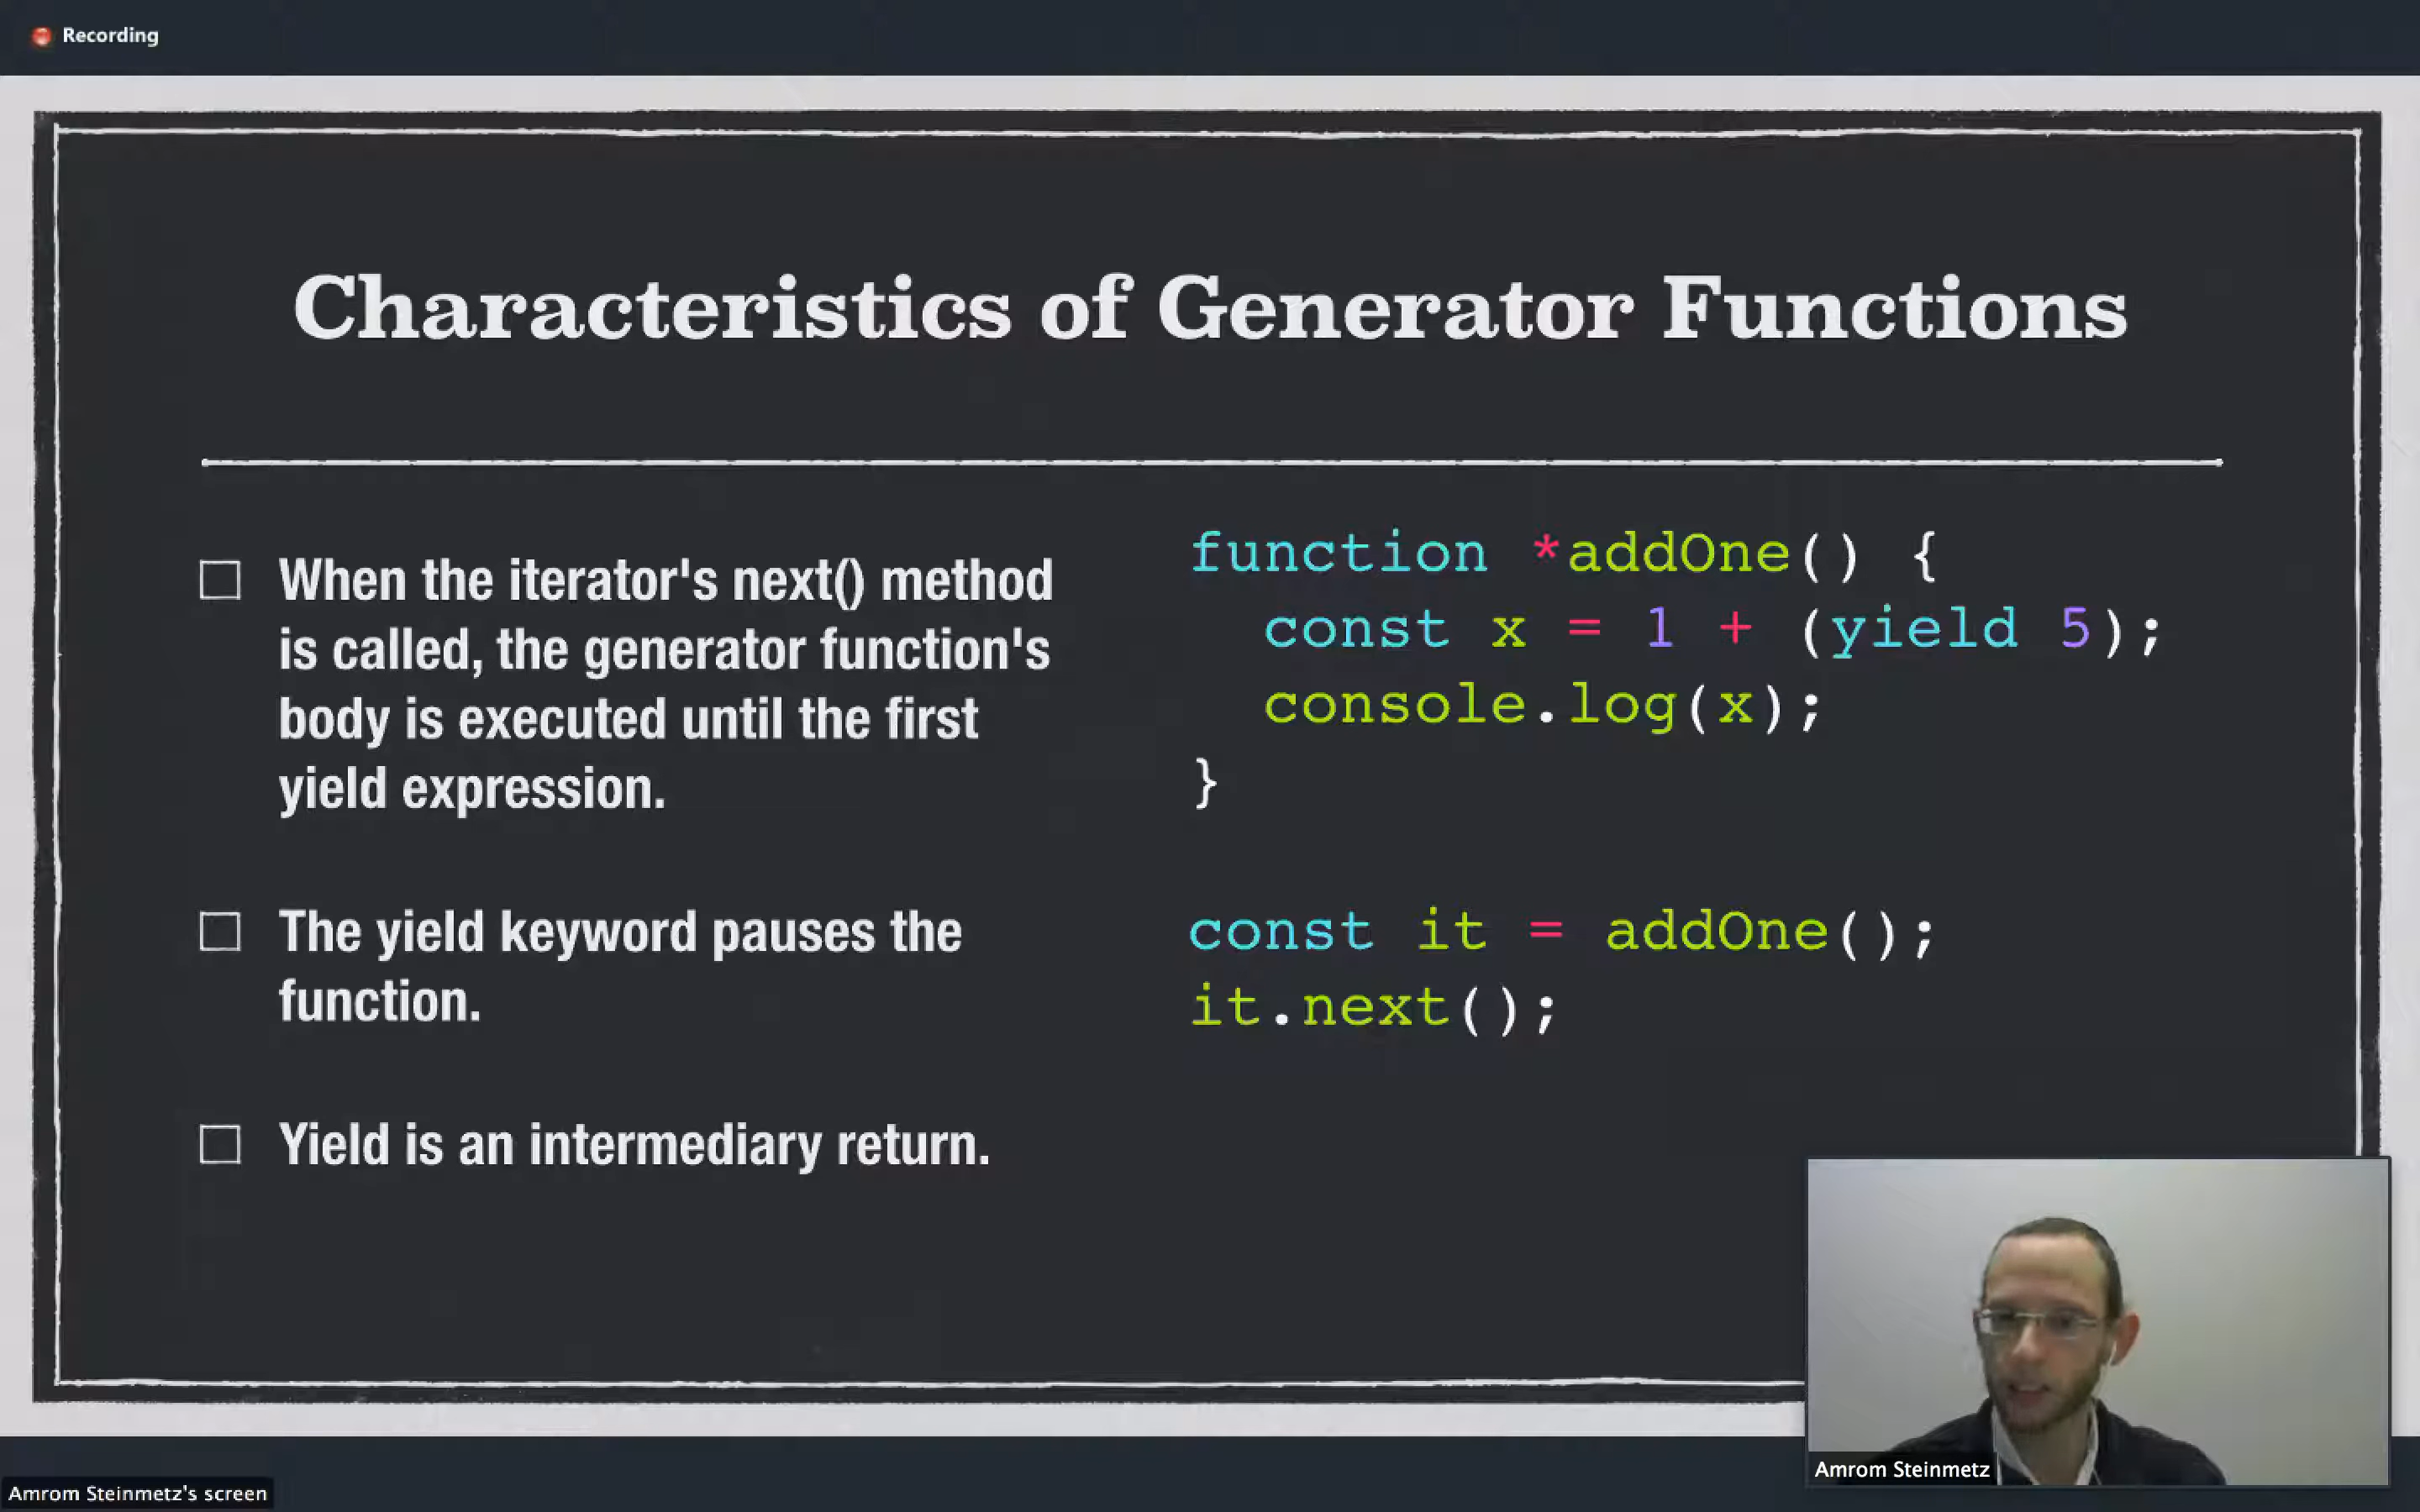 Recording
Characteristics of Generator Functions
When the iterator's next() method
is called, the generator function's
body is executed until the first
yield expression.
The yield keyword pauses the
function.
Yield is an intermediary return.
function *addOne() {
  const x = 1 + (yield 5);
  console.log(x);
}
const it = addOne();
it.next();
Amrom Steinmetz
Amrom Steinmetz's screen